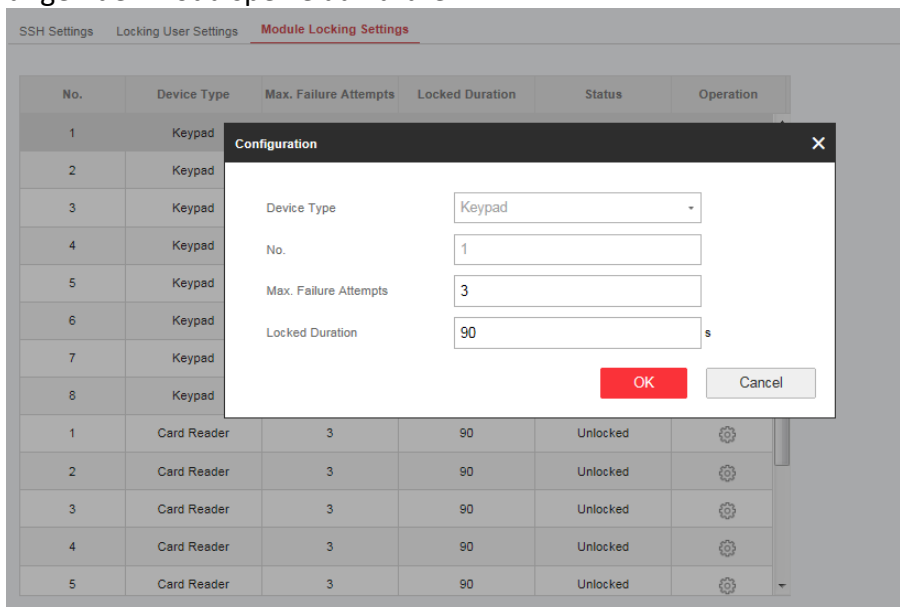 SSH Settings Locking User Settings Module Locking Settings
No. Device Type Max. Failure Attempts Locked Duration Status Operation
1 Keypad
Configuration
2 Keypad
3 Keypad
Device Type Keypad
4 Keypad
No. 1
5 Keypad
Max. Failure Attempts 3
6 Keypad
Locked Duration 90 s
7 Keypad
8 Keypad
OK Cancel
1 Card Reader 3 90 Unlocked
2 Card Reader 3 90 Unlocked
3 Card Reader 3 90 Unlocked
4 Card Reader 3 90 Unlocked
5 Card Reader 3 90 Unlocked